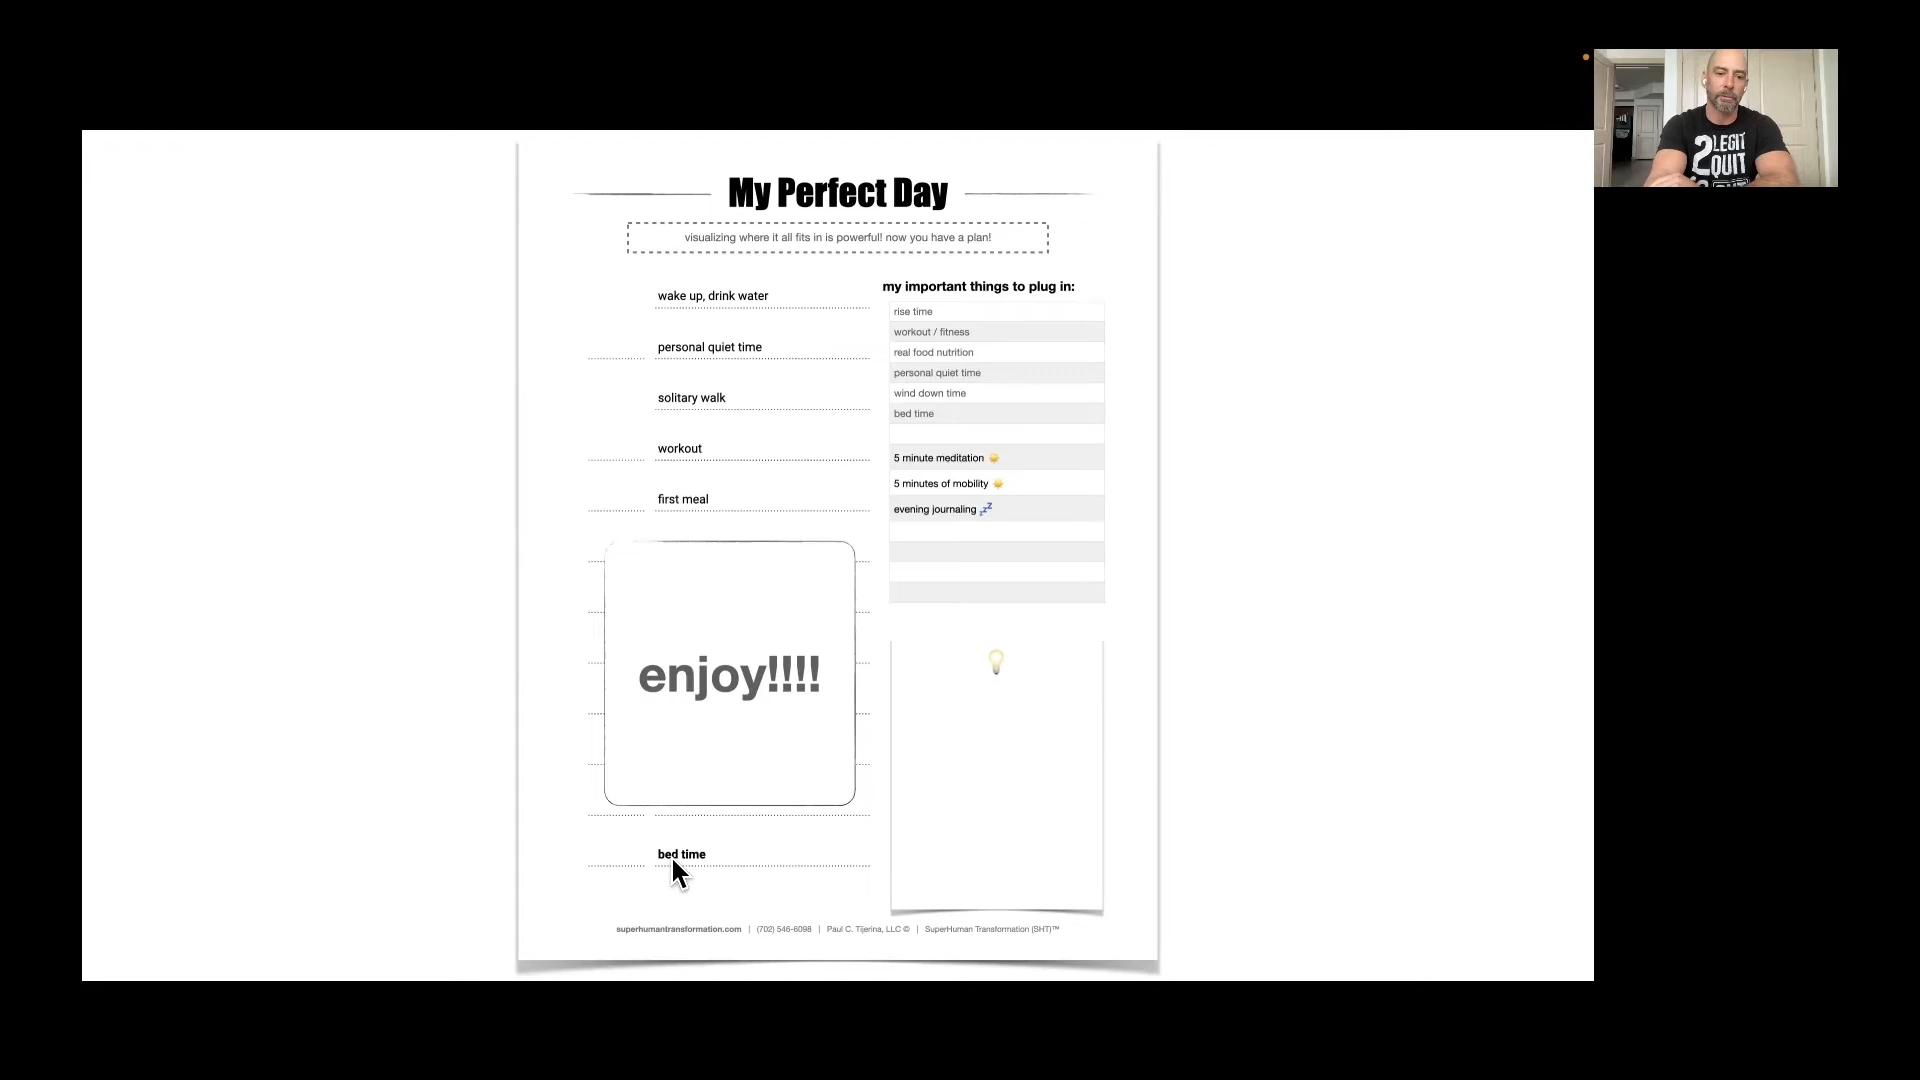 My Perfect Day
visualizing where it all fits in is powerful! now you have a plan!
wake up, drink water
personal quiet time
solitary walk
workout
first meal
enjoy!!!!
bed time
my important things to plug in:
rise time
workout / fitness
real food nutrition
personal quiet time
wind down time
bed time
5 minute meditation ☀️
5 minutes of mobility ☀️
evening journaling 💤
💡
superhumantransformation.com | (702) 546-6098 | Paul C. Tijerina, LLC © | SuperHuman Transformation (SHT)™
2 LEGIT
QUIT